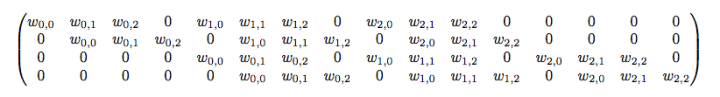 w0,0 w0,1 w0,2 0 w1,0 w1,1 w1,2 0 w2,0 w2,1 w2,2 0 0 0 0 0
0 w0,0 w0,1 w0,2 0 w1,0 w1,1 w1,2 0 w2,0 w2,1 w2,2 0 0 0 0
0 0 0 0 w0,0 w0,1 w0,2 0 w1,0 w1,1 w1,2 0 w2,0 w2,1 w2,2 0
0 0 0 0 0 w0,0 w0,1 w0,2 0 w1,0 w1,1 w1,2 0 w2,0 w2,1 w2,2